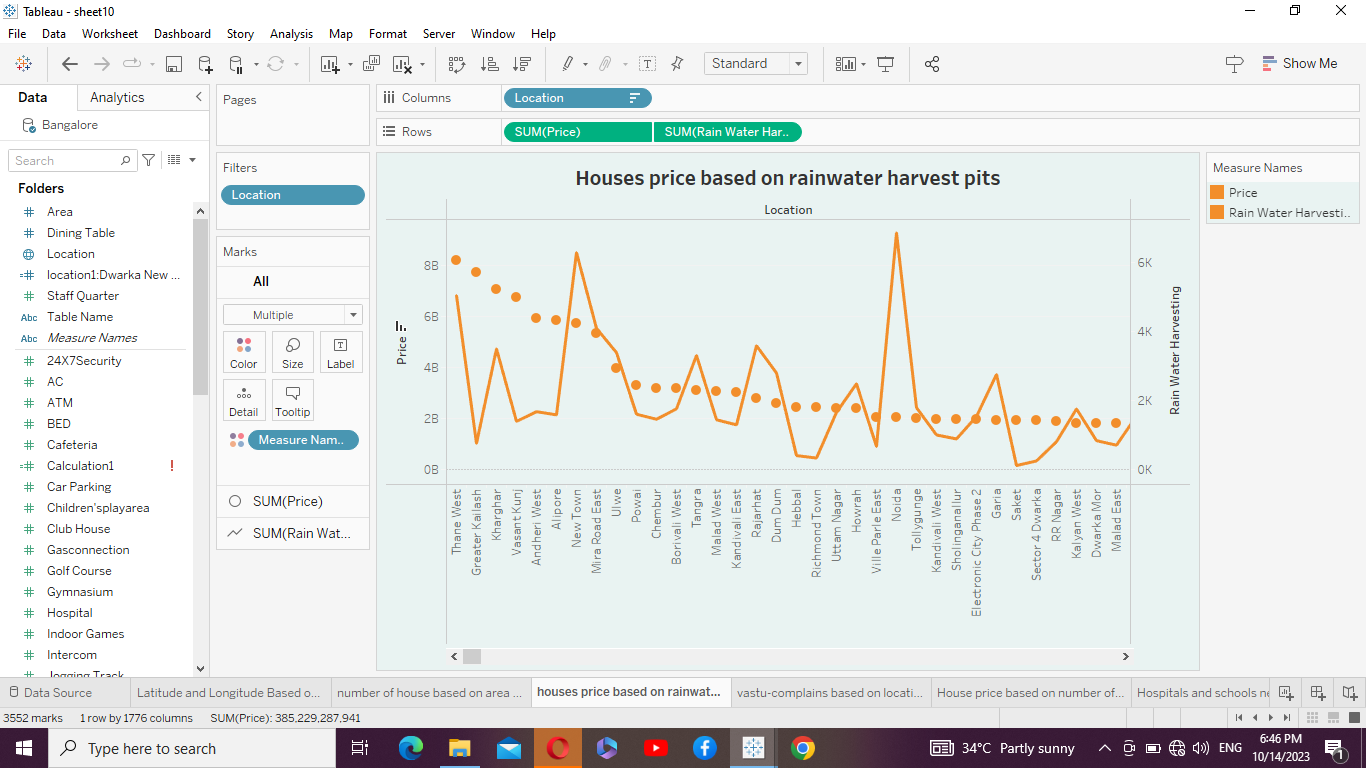 Tableau - sheet10
File Data Worksheet Dashboard Story Analysis Map Format Server Window Help
Standard
Show Me
Data Analytics
Bangalore
Search
Folders
Area
Dining Table
Location
location1:Dwarka New ...
Staff Quarter
Abc Table Name
Abc Measure Names
24X7Security
AC
ATM
BED
Cafeteria
Calculation1 !
Car Parking
Children'splayarea
Club House
Gasconnection
Golf Course
Gymnasium
Hospital
Indoor Games
Intercom
Jogging Track
Pages
Filters
Location
Marks
All
Multiple
Color Size Label
Detail Tooltip
Measure Nam..
SUM(Price)
SUM(Rain Wat...
Columns Location
Rows SUM(Price) SUM(Rain Water Har..
Houses price based on rainwater harvest pits
Location
8B
6B
4B
2B
0B
Price
6K
4K
2K
0K
Rain Water Harvesting
Thane West
Greater Kailash
Kharghar
Vasant Kunj
Andheri West
Alipore
New Town
Mira Road East
Ulwe
Powai
Chembur
Borivali West
Tangra
Malad West
Kandivali East
Rajarhat
Dum Dum
Hebbal
Richmond Town
Uttam Nagar
Howrah
Ville Parle East
Noida
Tollygunge
Kandivali West
Sholinganallur
Electronic City Phase 2
Garia
Saket
Sector 4 Dwarka
RR Nagar
Kalyan West
Dwarka Mor
Malad East
Measure Names
Price
Rain Water Harvesti..
Data Source Latitude and Longitude Based o... number of house based on area ... houses price based on rainwat... vastu-complains based on locati... House price based on number of... Hospitals and schools ne
3552 marks 1 row by 1776 columns SUM(Price): 385,229,287,941
Type here to search
34°C Partly sunny
ENG
6:46 PM
10/14/2023
1